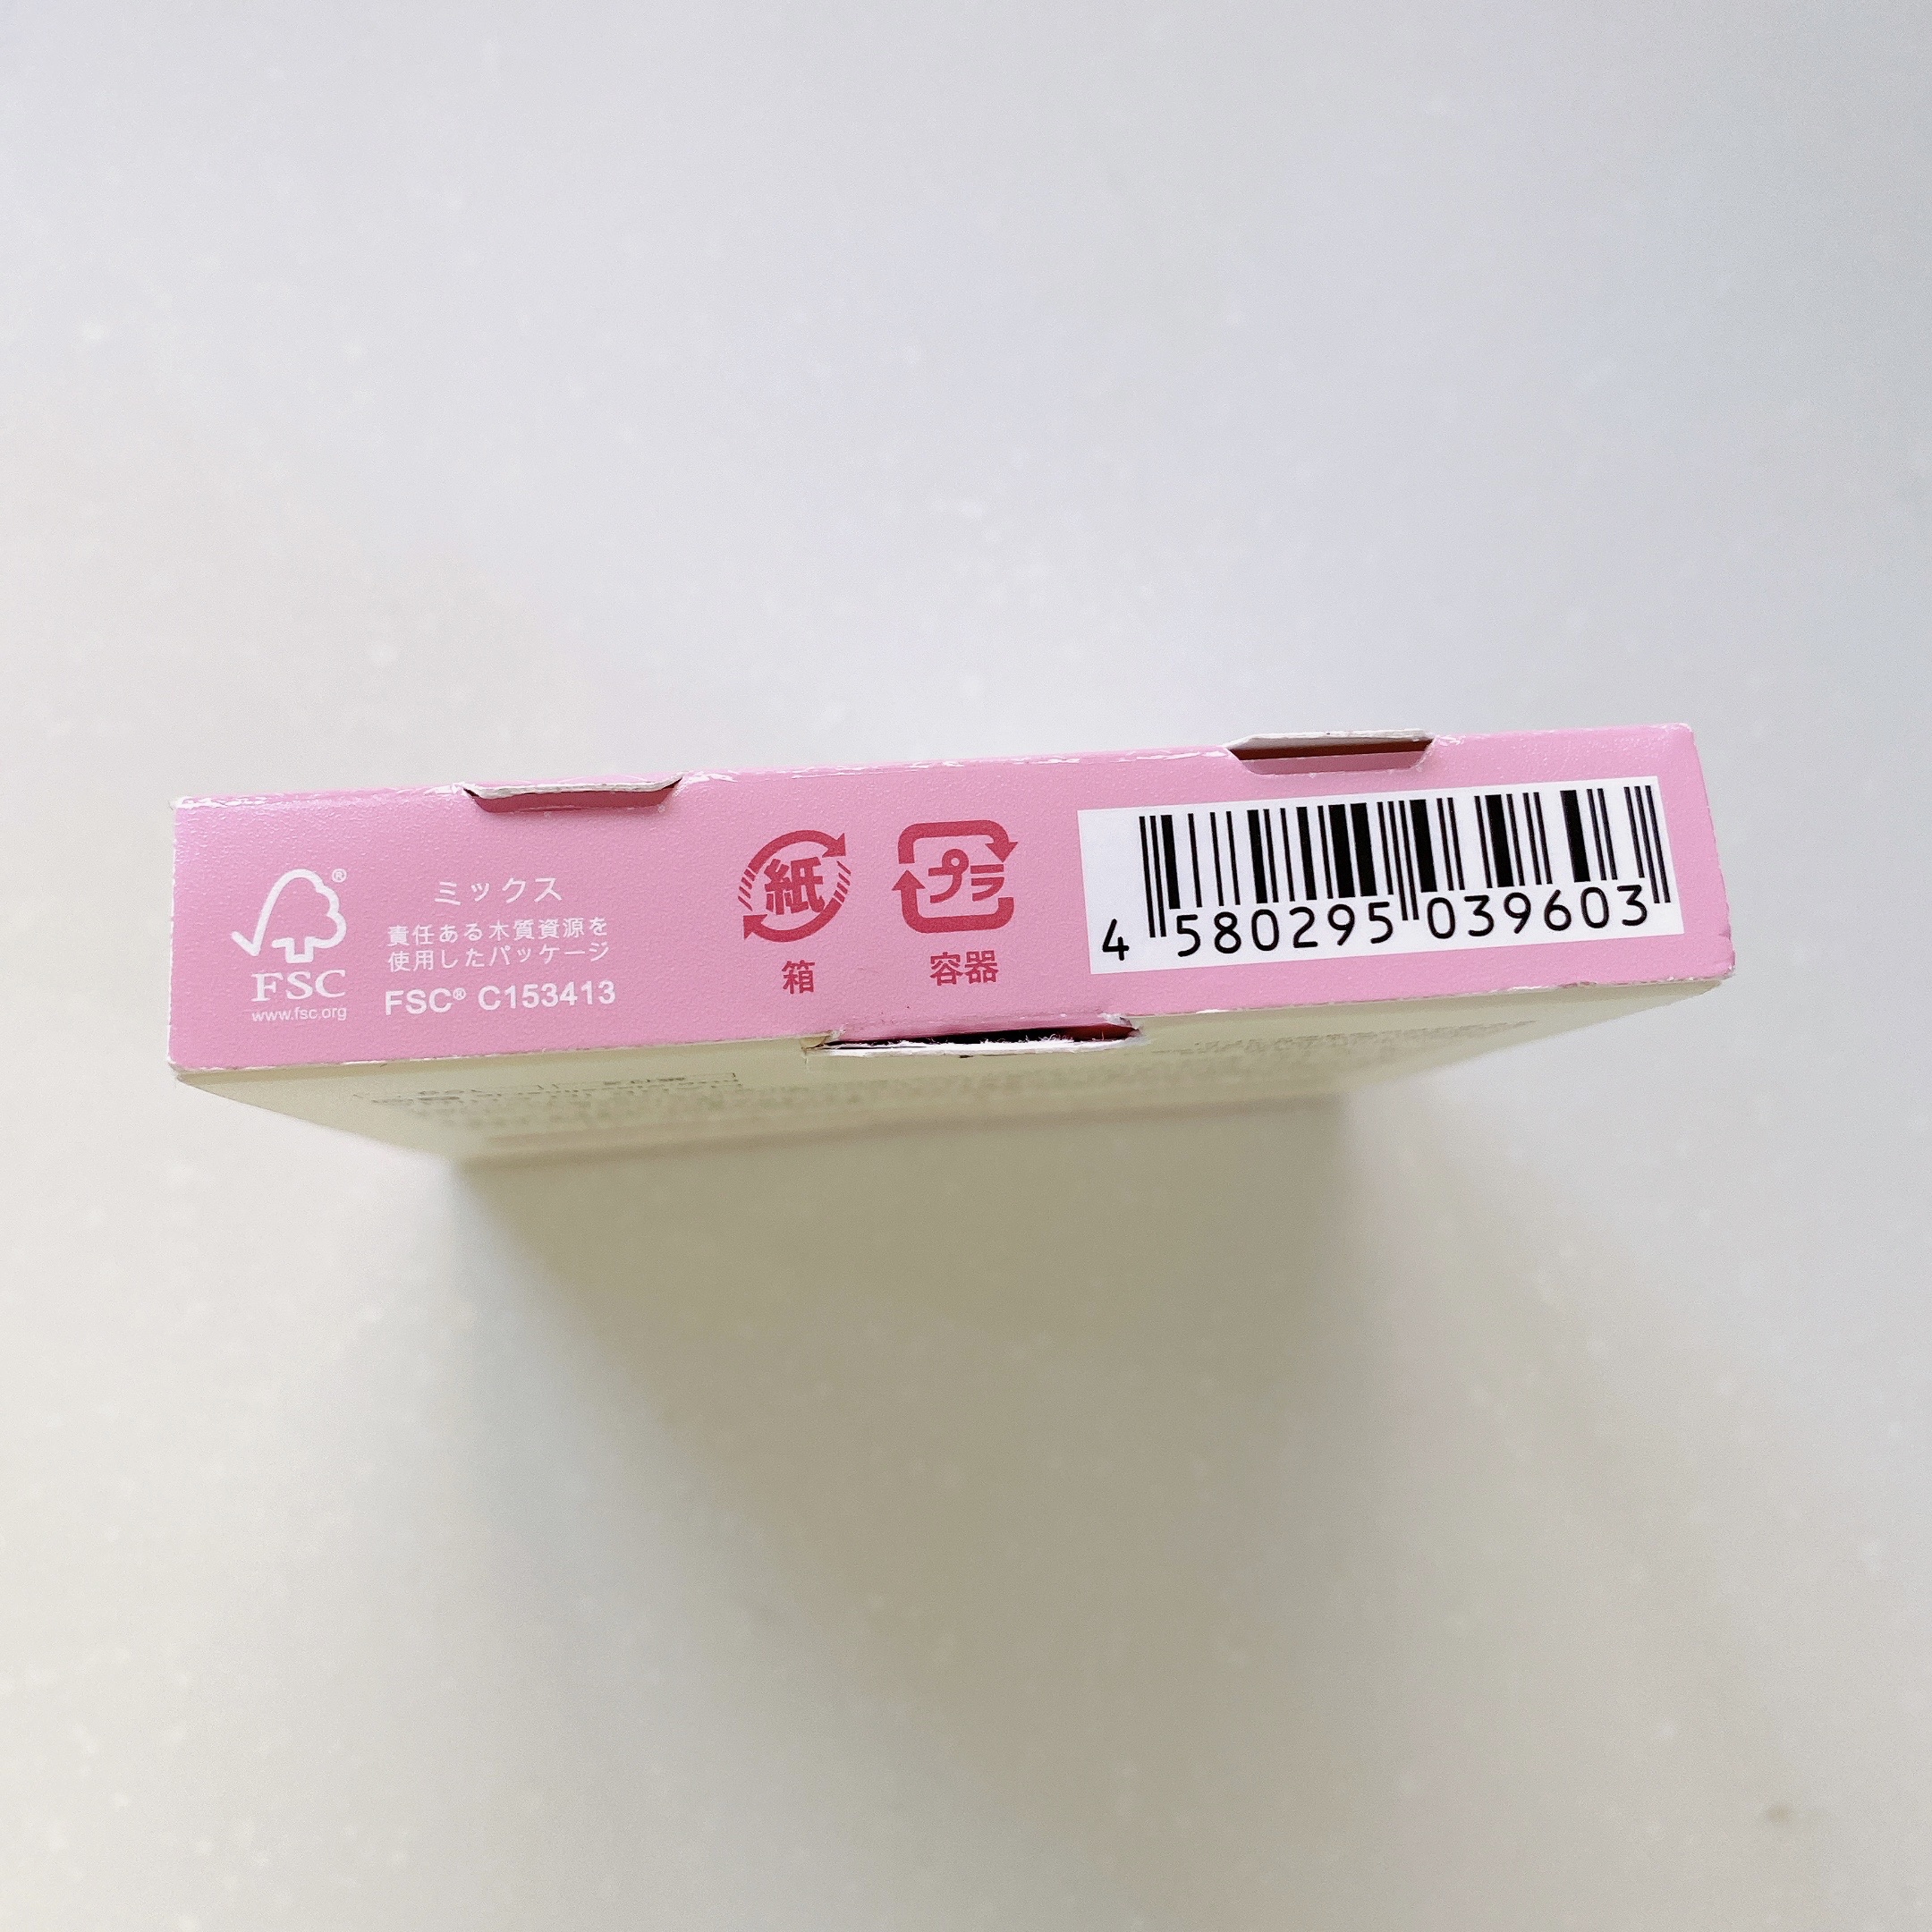 FSC
®
www.fsc.org
ミックス
責任ある木質資源を
使用したパッケージ
FSC® C153413
紙
箱
プラ
容器
4 580295 039603